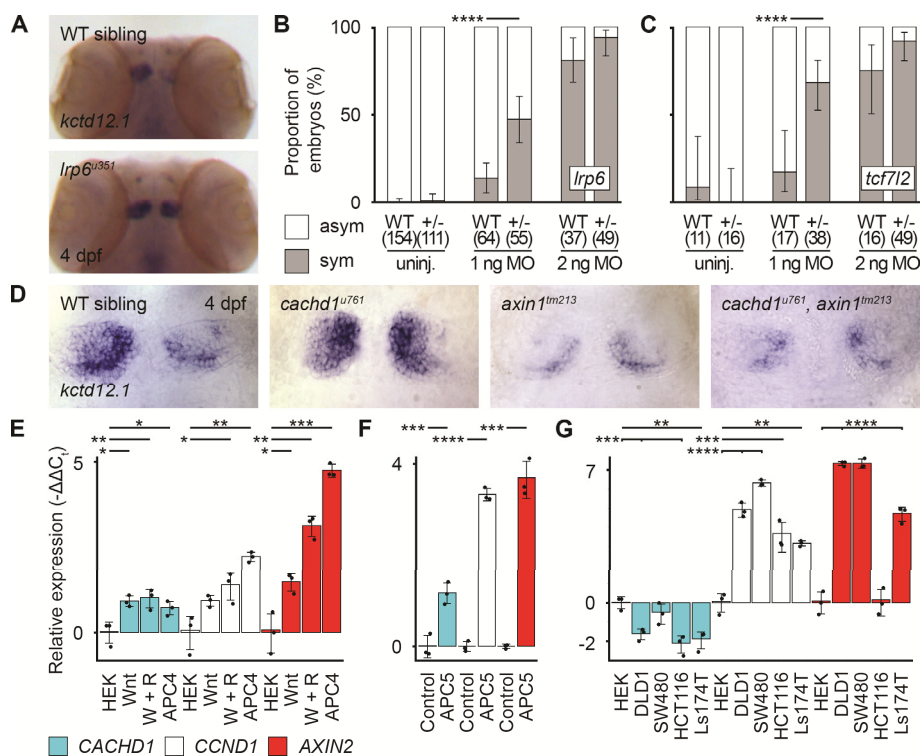 A
WT sibling
kctd12.1
lrp6u351
4 dpf
B
****
Proportion of
embryos (%)
100
50
0
lrp6
WT +/- WT +/- WT +/-
(154)(111) (64) (55) (37) (49)
uninj. 1 ng MO 2 ng MO
asym
sym
C
****
tcf7l2
WT +/- WT +/- WT +/-
(11) (16) (17) (38) (16) (49)
uninj. 1 ng MO 2 ng MO
D
WT sibling 4 dpf
kctd12.1
cachd1u761
axin1tm213
cachd1u761, axin1tm213
E
Relative expression (-ΔΔCt)
5
0
* ** ***
** * **
* *
HEK Wnt W + R APC4 HEK Wnt W + R APC4 HEK Wnt W + R APC4
F
4
0
*** ***
****
Control APC5 Control APC5 Control APC5
G
7
0
-2
** ** ****
*** ***
****
HEK DLD1 SW480 HCT116 Ls174T HEK DLD1 SW480 HCT116 Ls174T HEK DLD1 SW480 HCT116 Ls174T
CACHD1 CCND1 AXIN2